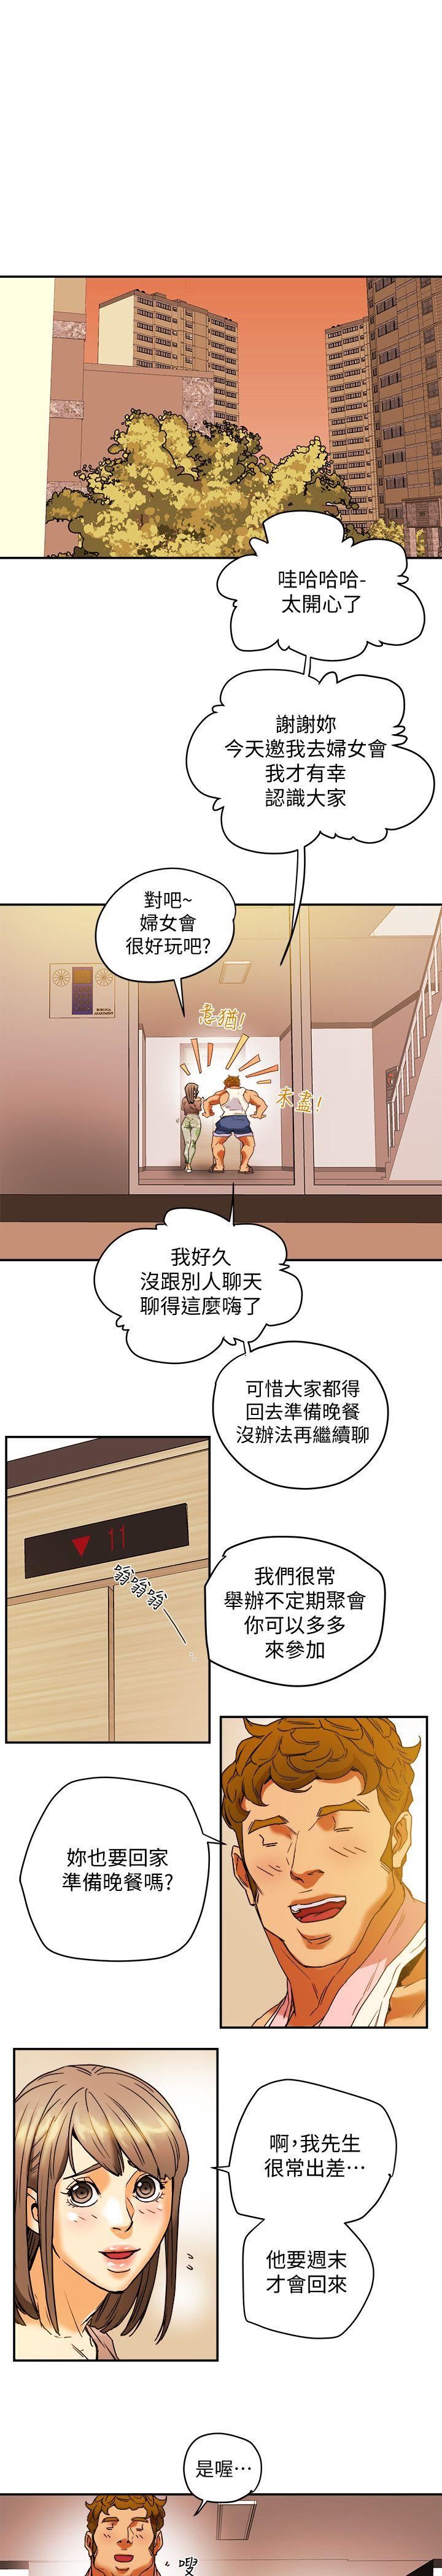 哇哈哈哈-
太開心了
謝謝妳
今天邀我去婦女會
我才有幸
認識大家
對吧~
婦女會
很好玩吧?
意猶!
未盡!
我好久
沒跟別人聊天
聊得這麼嗨了
可惜大家都得
回去準備晚餐
沒辦法再繼續聊
▼ 11
嗡嗡嗡
我們很常
舉辦不定期聚會
你可以多多
來參加
妳也要回家
準備晚餐嗎?
啊,我先生
很常出差…
他要週末
才會回來
是喔…